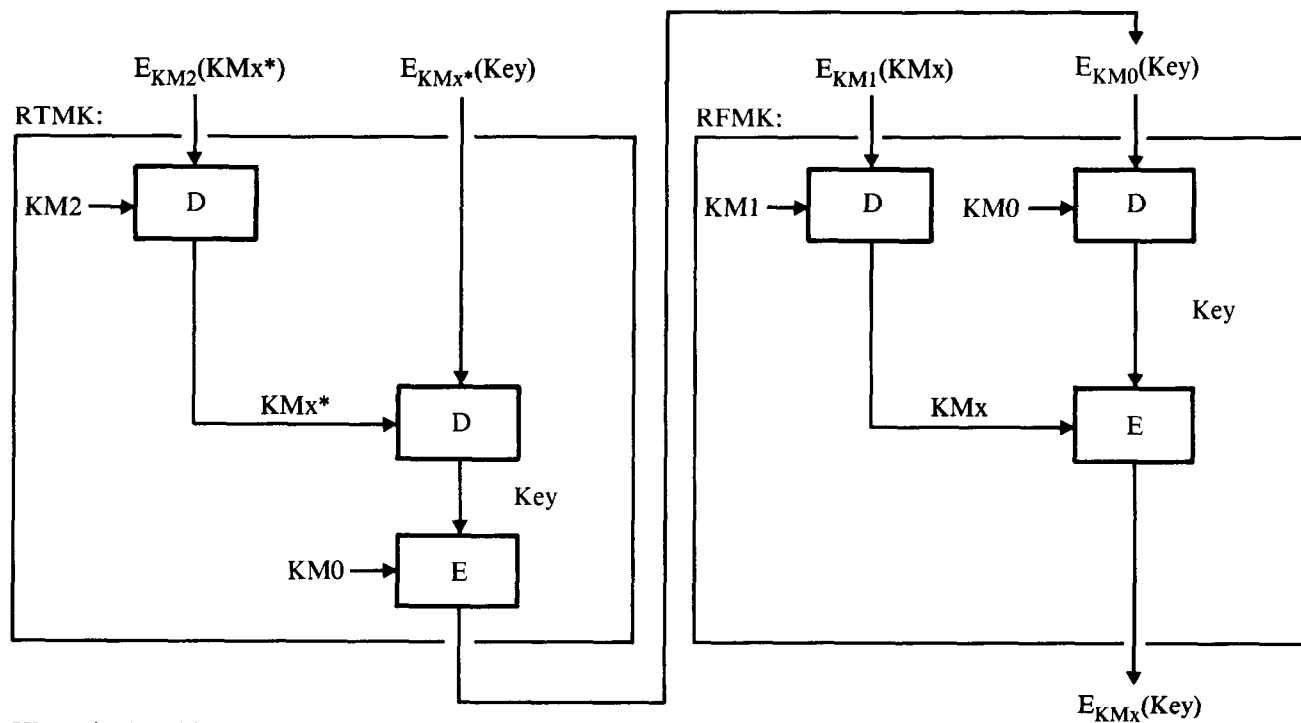 E_KM2(KMx*)
E_KMx*(Key)
E_KM1(KMx)
E_KM0(Key)
RTMK:
RFMK:
D
KM2
KM1
D
KM0
D
Key
KMx*
D
KMx
E
Key
KM0
E
E_KMx(Key)